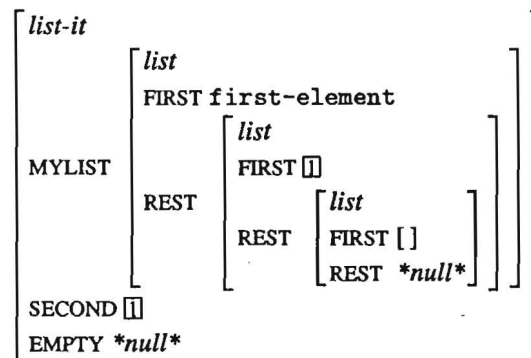 list-it
list
FIRST first-element
list
MYLIST FIRST [1]
REST list
REST FIRST [ ]
REST *null*
SECOND [1]
EMPTY *null*